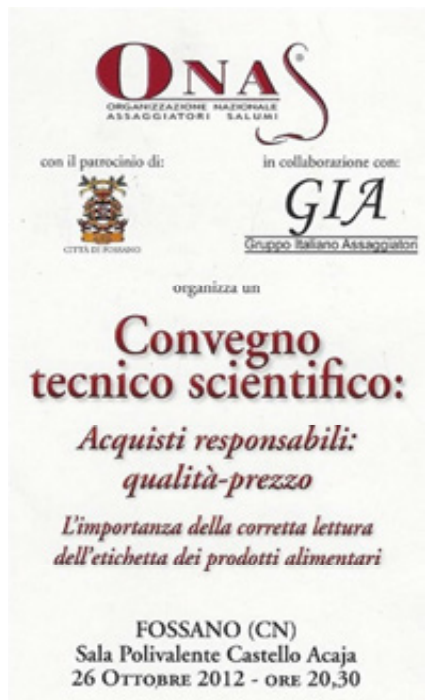 ONAS®
ORGANIZZAZIONE NAZIONALE
ASSAGGIATORI SALUMI
con il patrocinio di:
in collaborazione con:
CITTÀ DI FOSSANO
GIA
Gruppo Italiano Assaggiatori
organizza un
Convegno
tecnico scientifico:
Acquisti responsabili:
qualità-prezzo
L'importanza della corretta lettura
dell'etichetta dei prodotti alimentari
FOSSANO (CN)
Sala Polivalente Castello Acaja
26 OTTOBRE 2012 - ORE 20,30